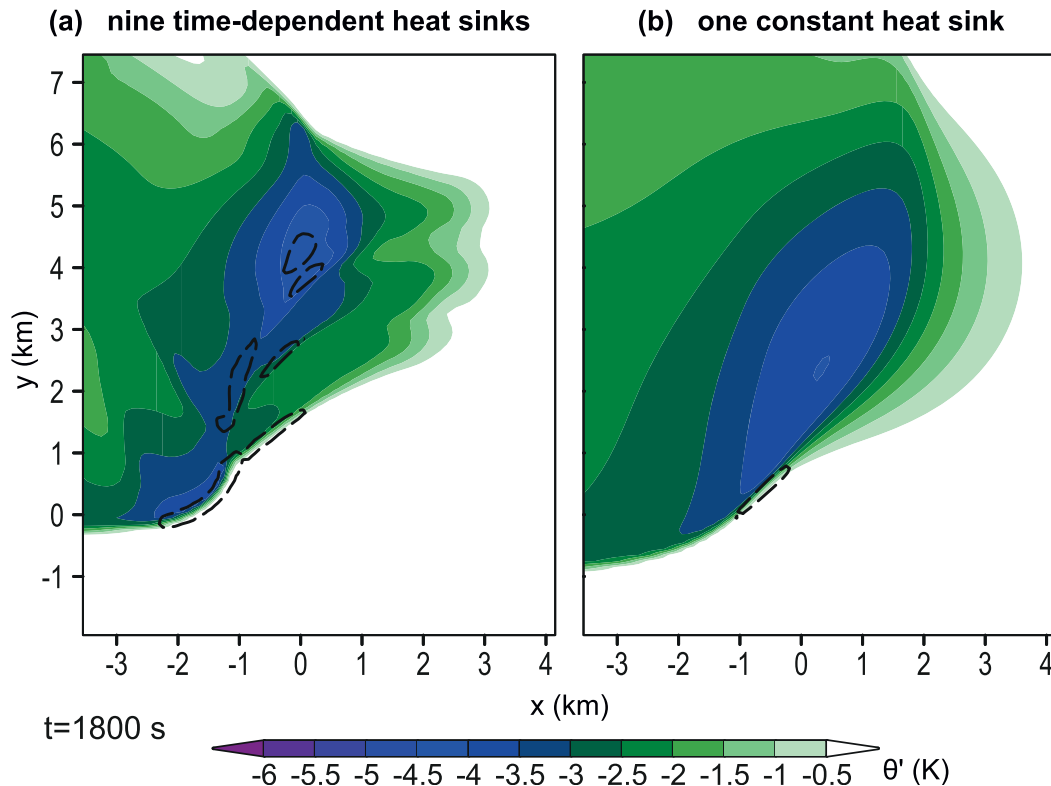 (a) nine time-dependent heat sinks
(b) one constant heat sink
7
6
5
4
3
2
1
0
-1
y (km)
-3 -2 -1 0 1 2 3 4
-3 -2 -1 0 1 2 3 4
x (km)
t=1800 s
-6 -5.5 -5 -4.5 -4 -3.5 -3 -2.5 -2 -1.5 -1 -0.5 θ' (K)